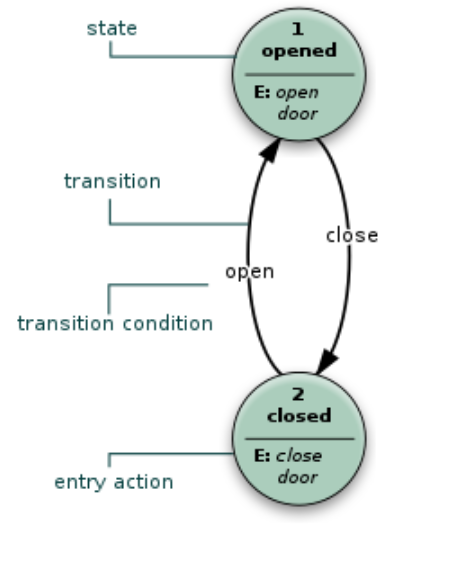 state
1
opened
E: open
door
transition
close
open
transition condition
2
closed
E: close
door
entry action